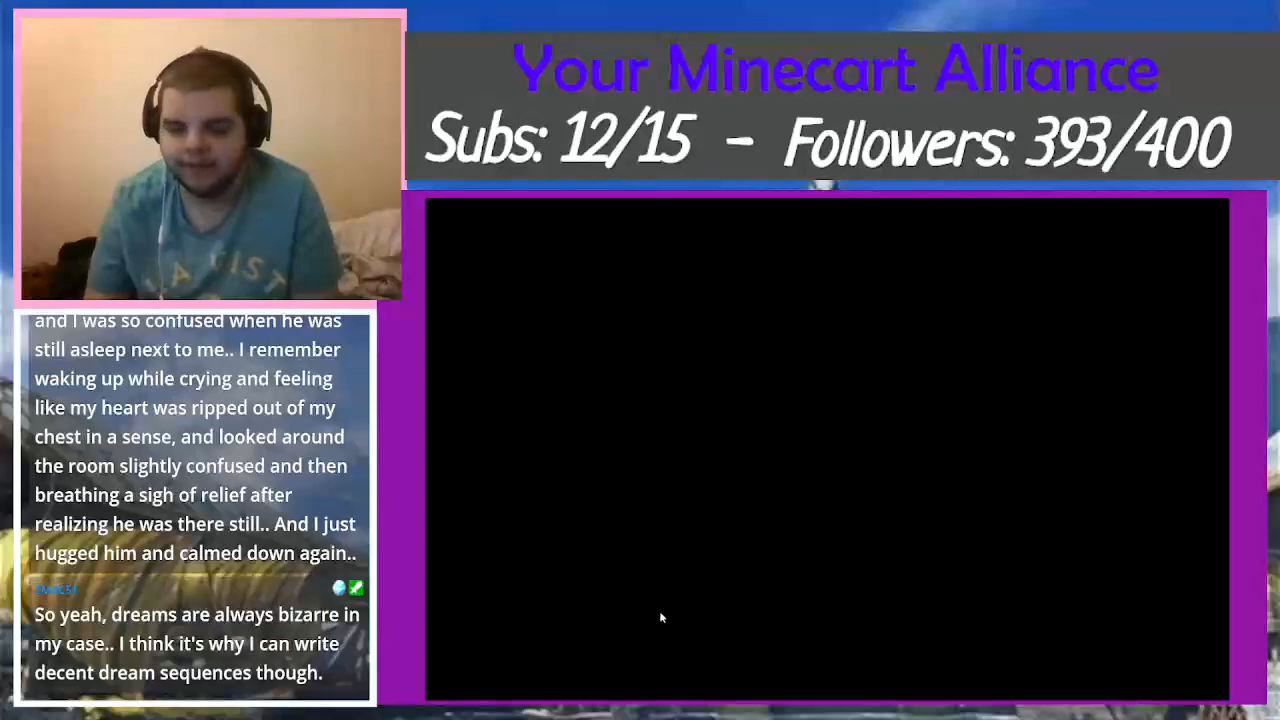 Your Minecart Alliance
Subs: 12/15 - Followers: 393/400
and I was so confused when he was
still asleep next to me.. I remember
waking up while crying and feeling
like my heart was ripped out of my
chest in a sense, and looked around
the room slightly confused and then
breathing a sigh of relief after
realizing he was there still.. And I just
hugged him and calmed down again..
So yeah, dreams are always bizarre in
my case.. I think it's why I can write
decent dream sequences though.